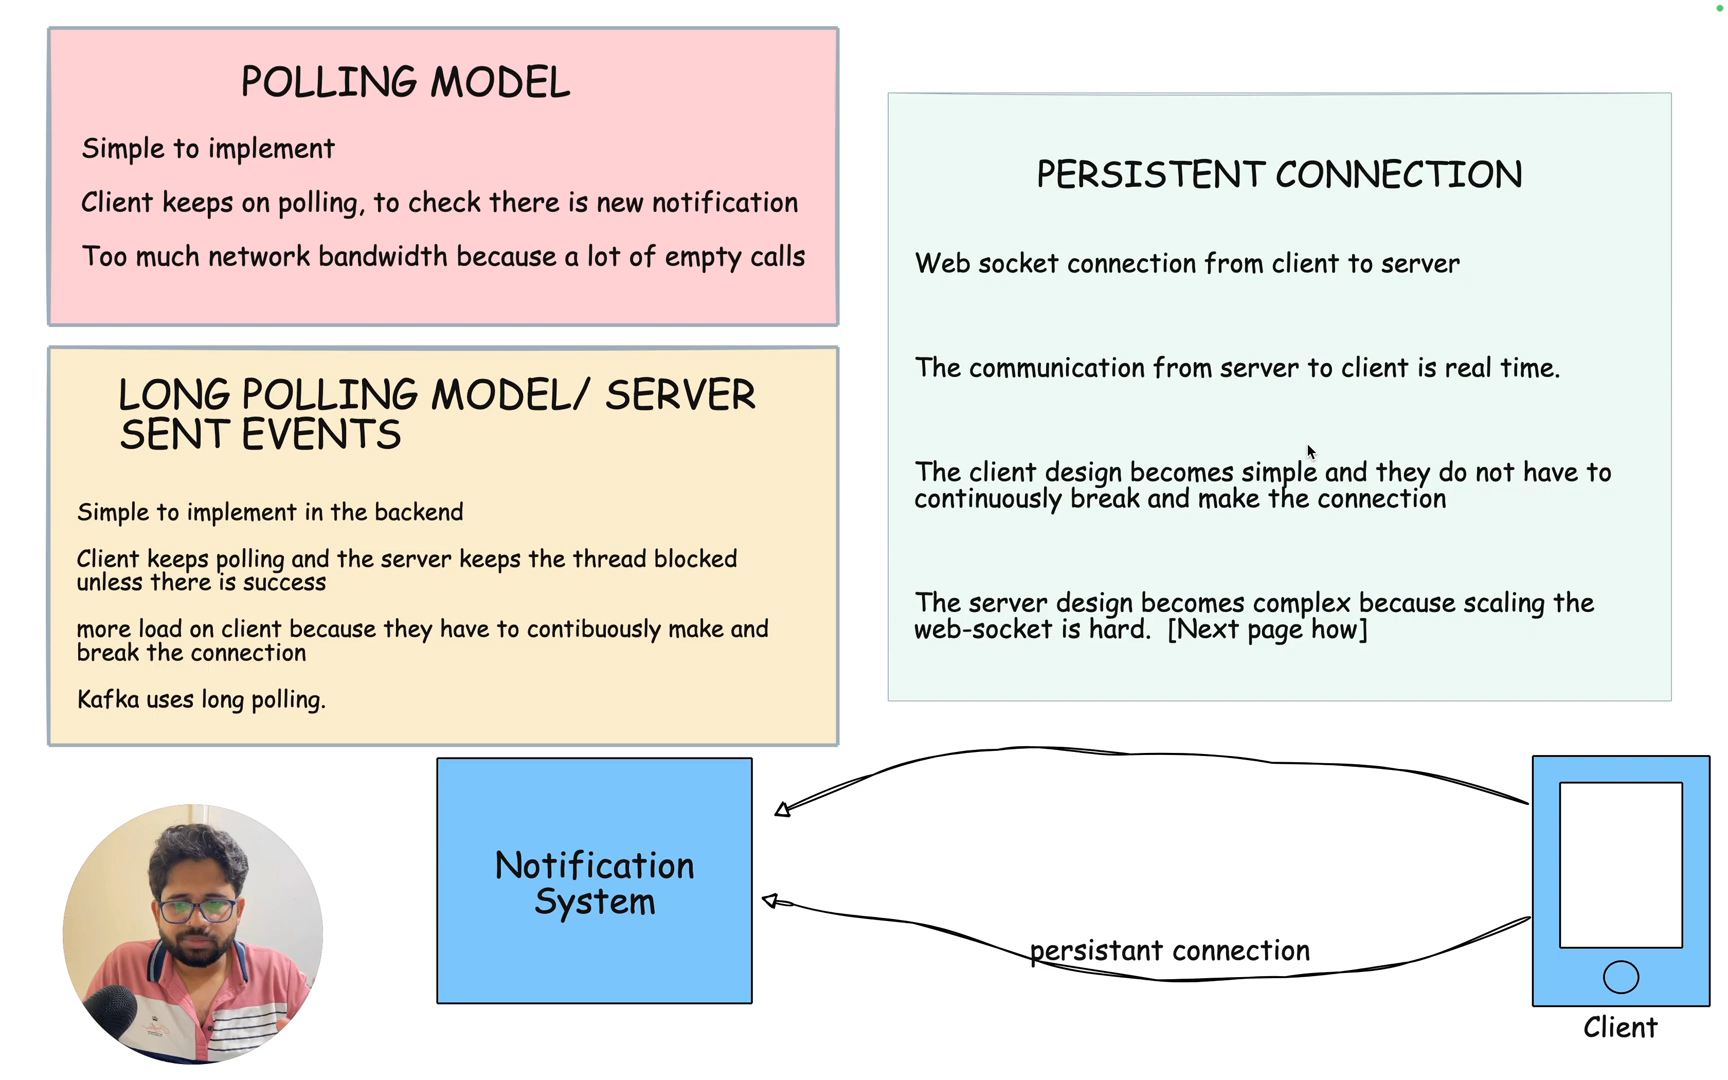 POLLING MODEL
Simple to implement
Client keeps on polling, to check there is new notification
Too much network bandwidth because a lot of empty calls
LONG POLLING MODEL/ SERVER
SENT EVENTS
Simple to implement in the backend
Client keeps polling and the server keeps the thread blocked
unless there is success
more load on client because they have to contibuously make and
break the connection
Kafka uses long polling.
PERSISTENT CONNECTION
Web socket connection from client to server
The communication from server to client is real time.
The client design becomes simple and they do not have to
continuously break and make the connection
The server design becomes complex because scaling the
web-socket is hard. [Next page how]
Notification
System
persistant connection
Client